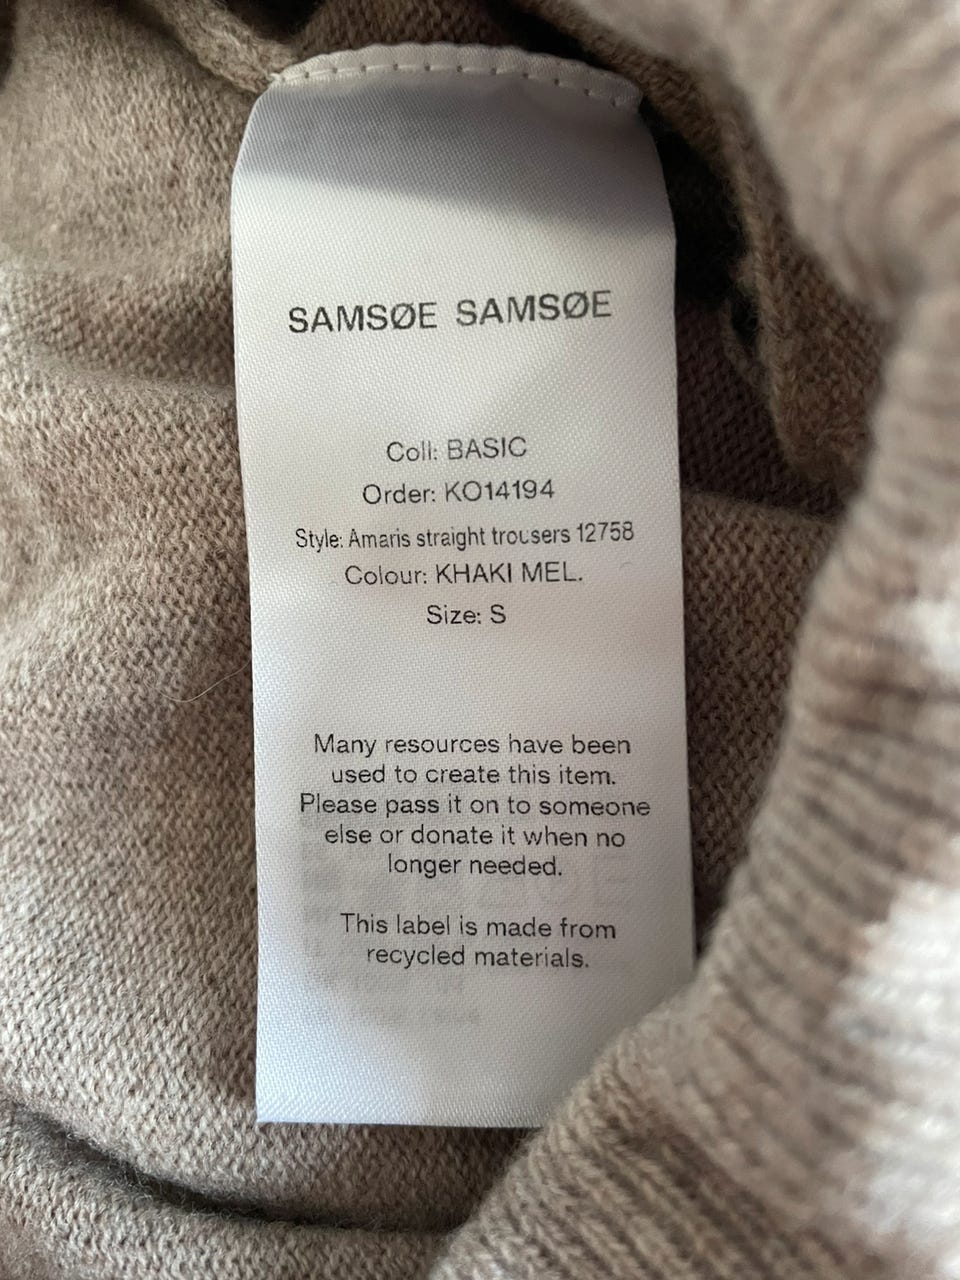 SAMSØE SAMSØE
Coll: BASIC
Order: KO14194
Style: Amaris straight trousers 12758
Colour: KHAKI MEL.
Size: S
Many resources have been
used to create this item.
Please pass it on to someone
else or donate it when no
longer needed.
This label is made from
recycled materials.